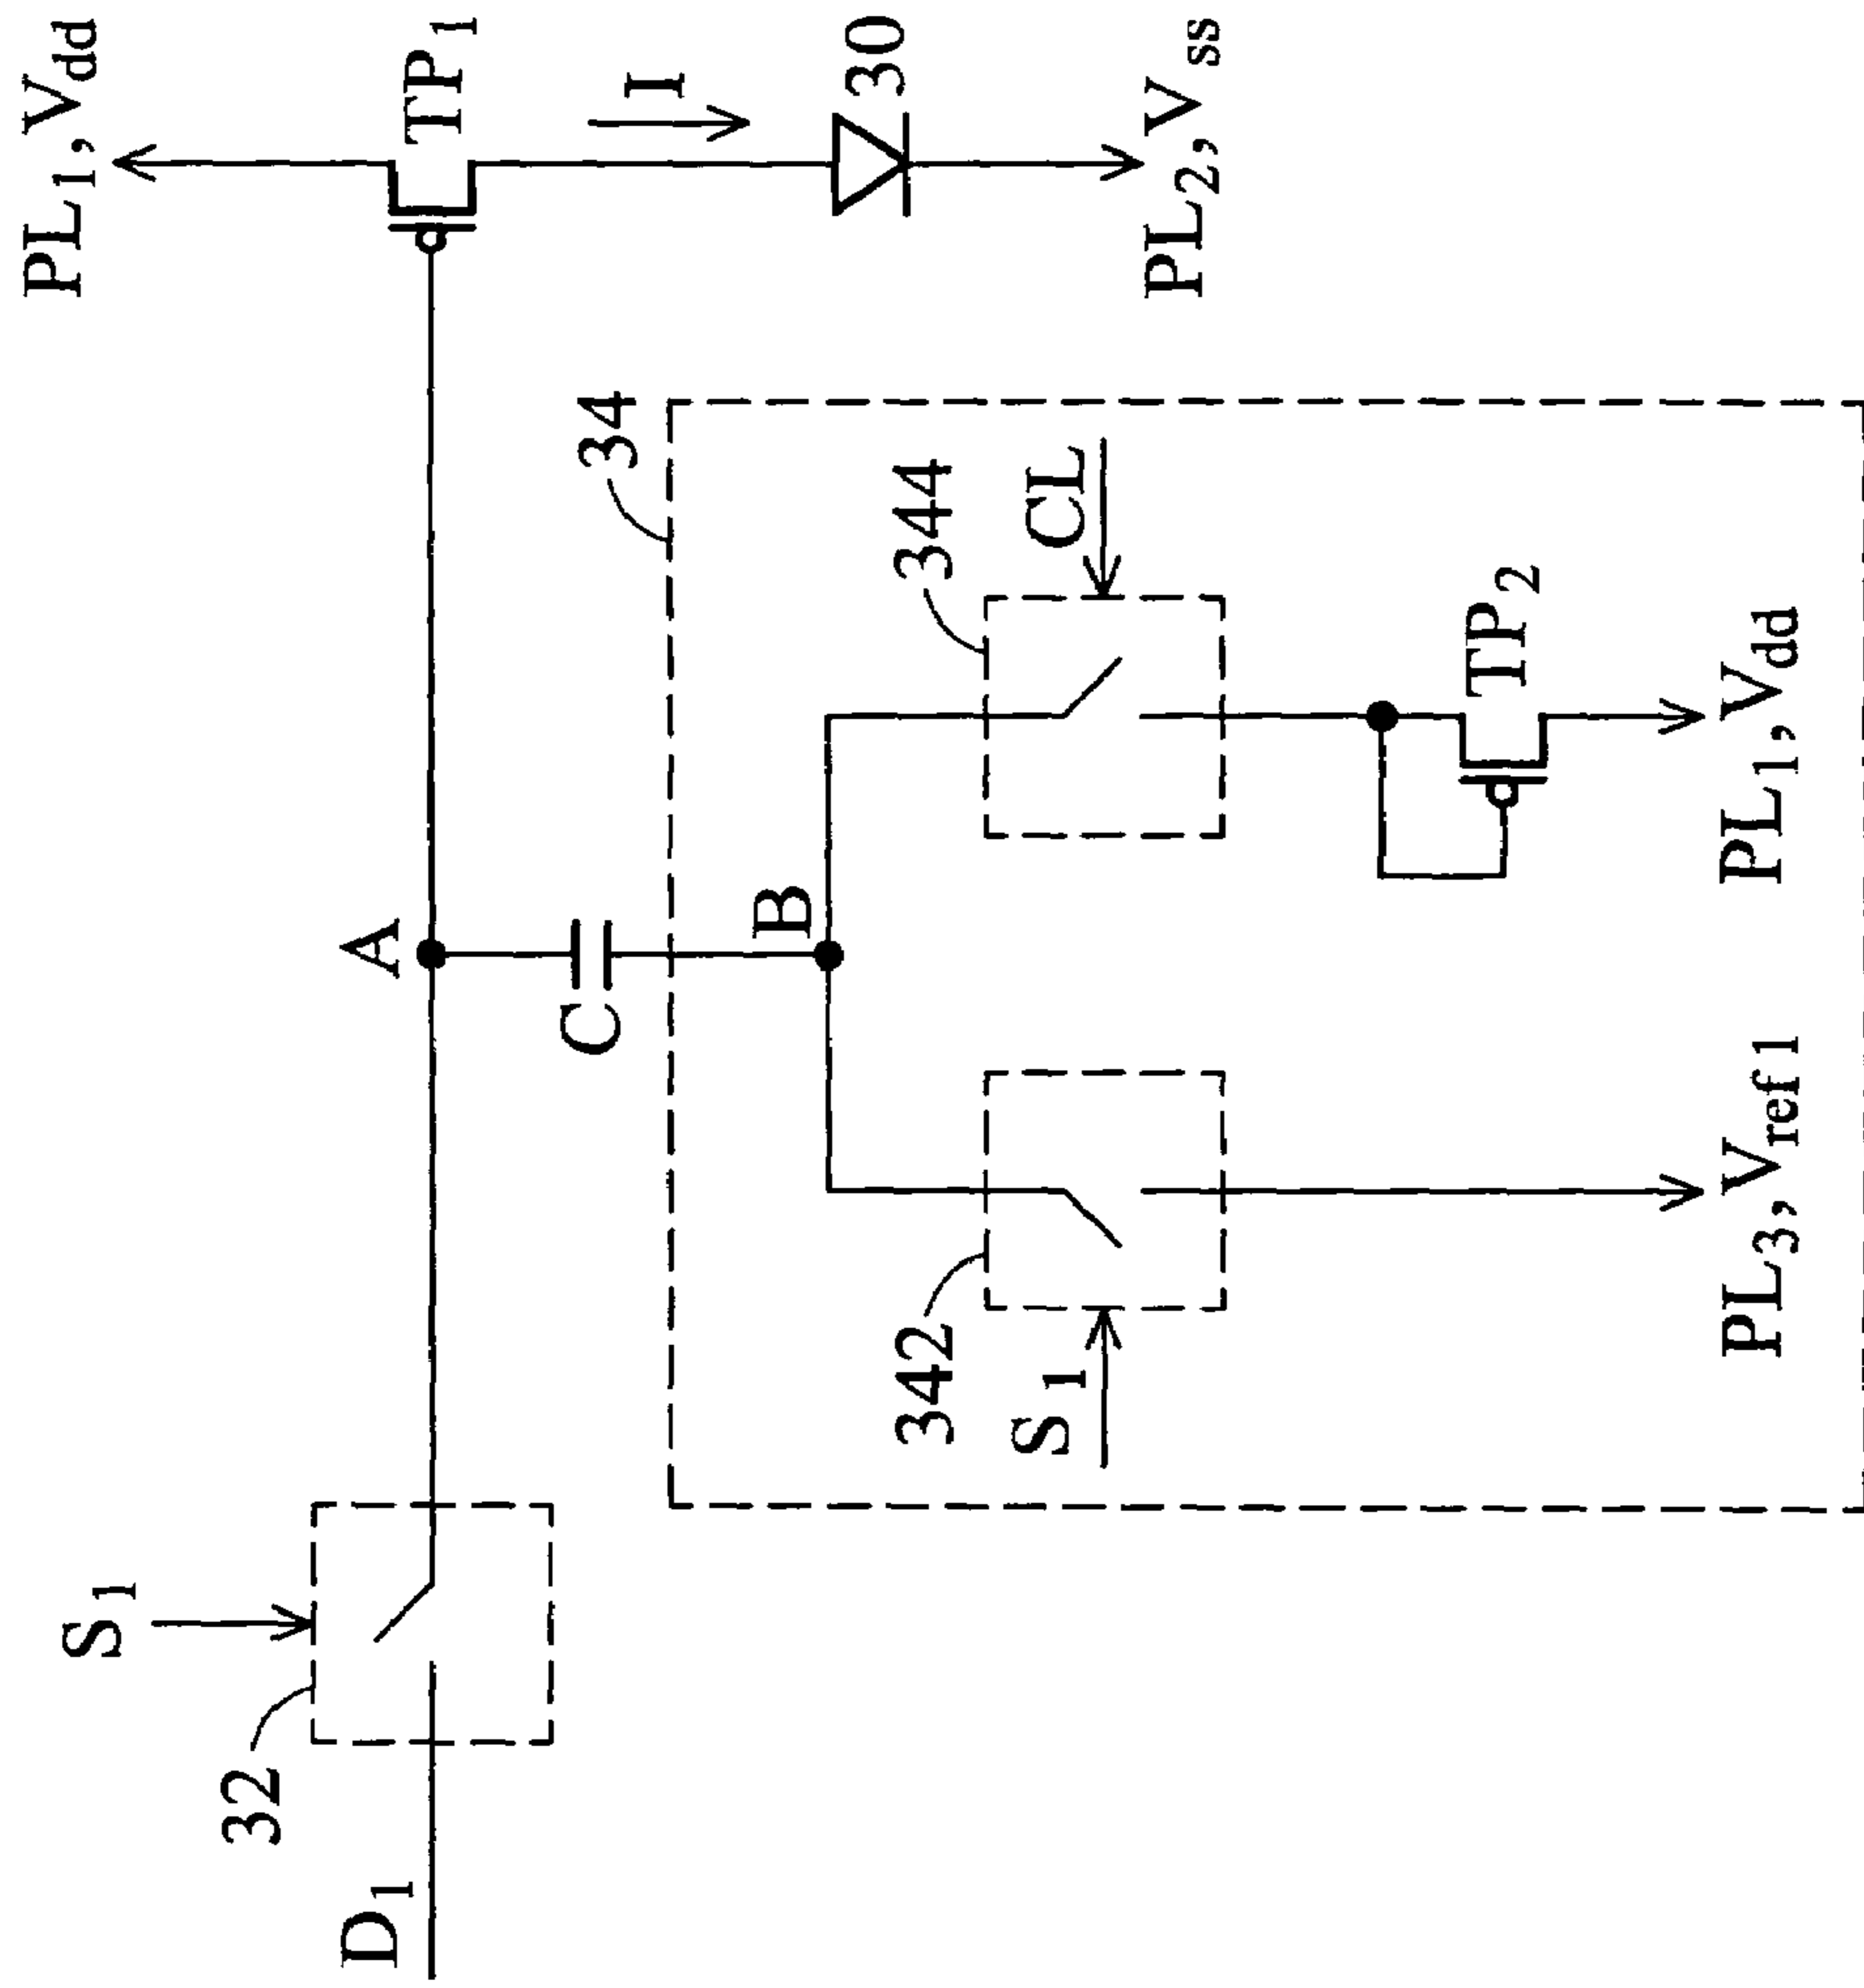 PL1, Vdd
TP1
I
30
PL2, Vss
S1
32
D1
A
C
34
B
342
S1
344
CL
TP2
PL3, Vref1
PL1, Vdd